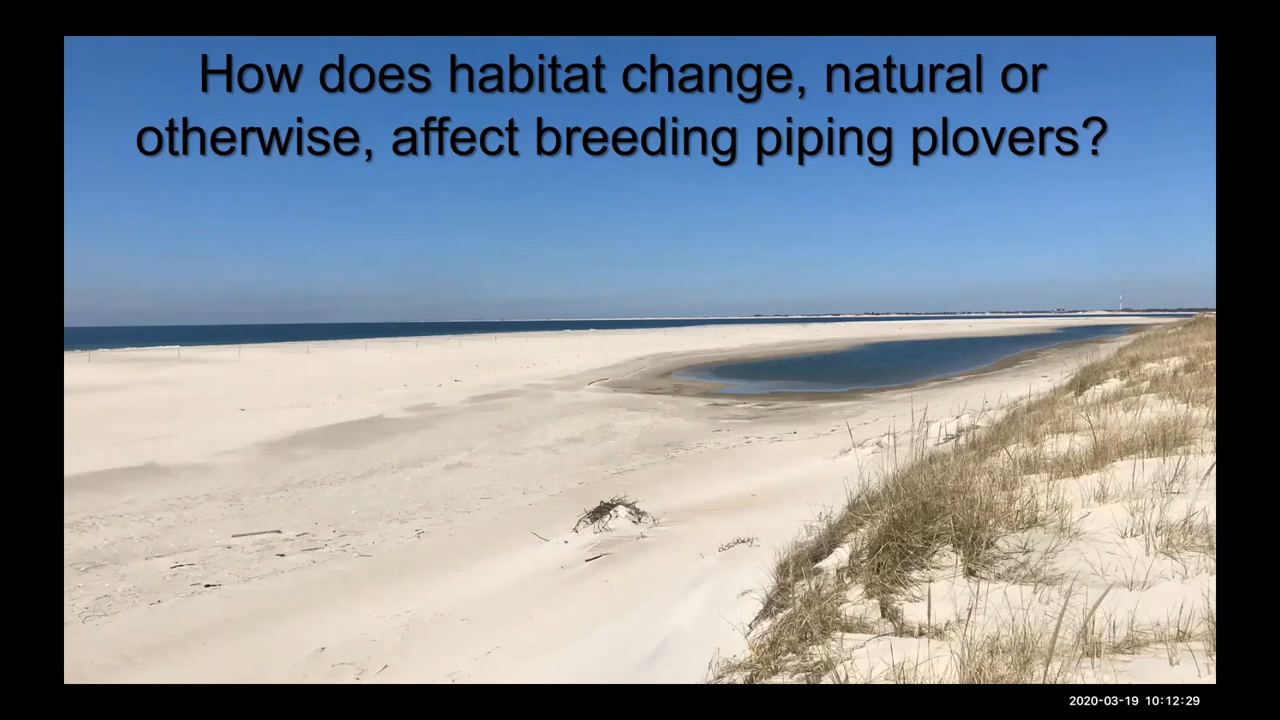 How does habitat change, natural or
otherwise, affect breeding piping plovers?
2020-03-19 10:12:29